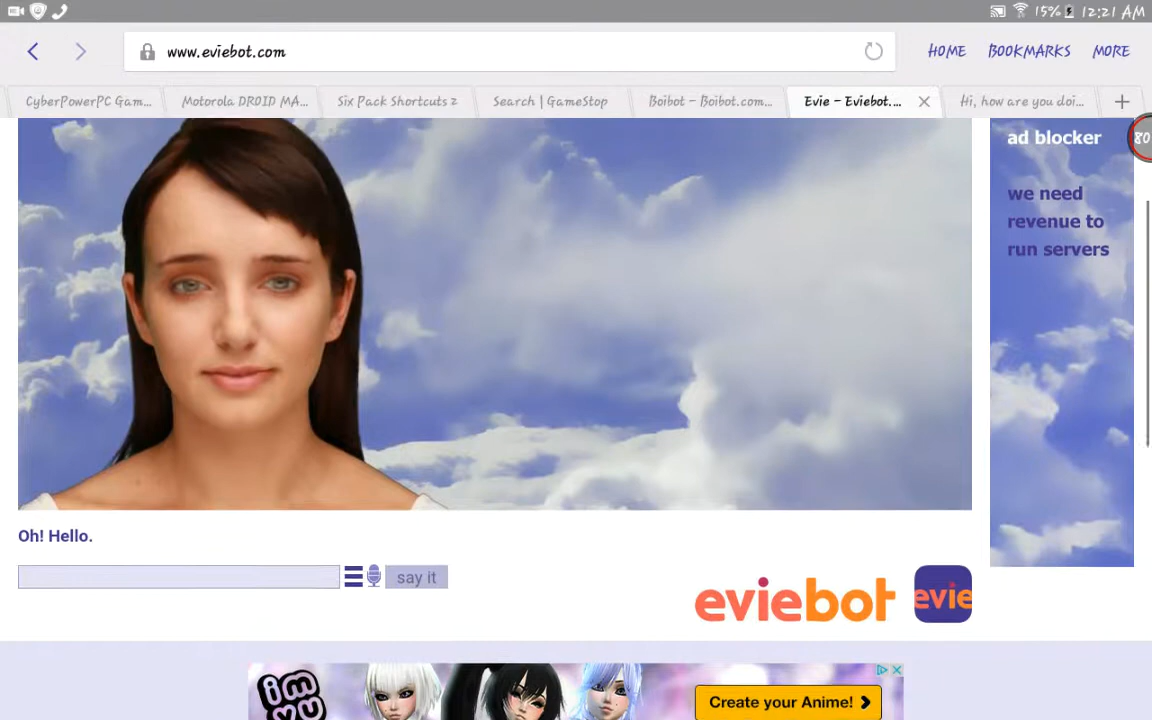 15% 12:21 AM
www.eviebot.com
HOME BOOKMARKS MORE
CyberPowerPC Gam... Motorola DROID MA... Six Pack Shortcuts 2 Search | GameStop Boibot – Boibot.com... Evie – Eviebot.... Hi, how are you doi...
ad blocker
80
we need
revenue to
run servers
Oh! Hello.
say it
eviebot
evie
imvu
Create your Anime!